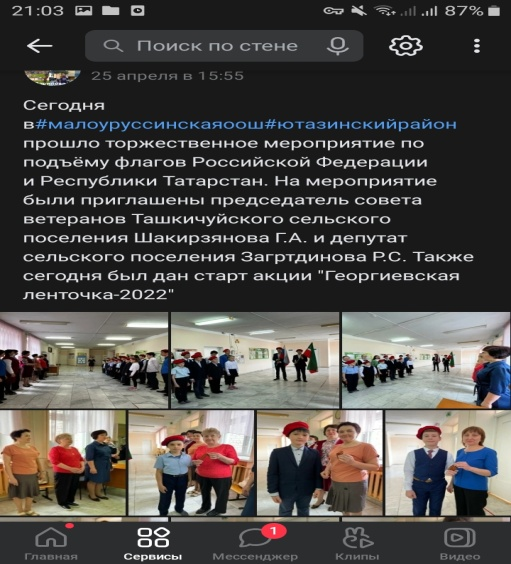 21:03
87%
Поиск по стене
25 апреля в 15:55
Сегодня
в#малоуруссинскаяоош#ютазинскийрайон
прошло торжественное мероприятие по
подъёму флагов Российской Федерации
и Республики Татарстан. На мероприятие
были приглашены председатель совета
ветеранов Ташкичуйского сельского
поселения Шакирзянова Г.А. и депутат
сельского поселения Загртдинова Р.С. Также
сегодня был дан старт акции "Георгиевская
ленточка-2022"
1
Главная Сервисы Мессенджер Клипы Видео